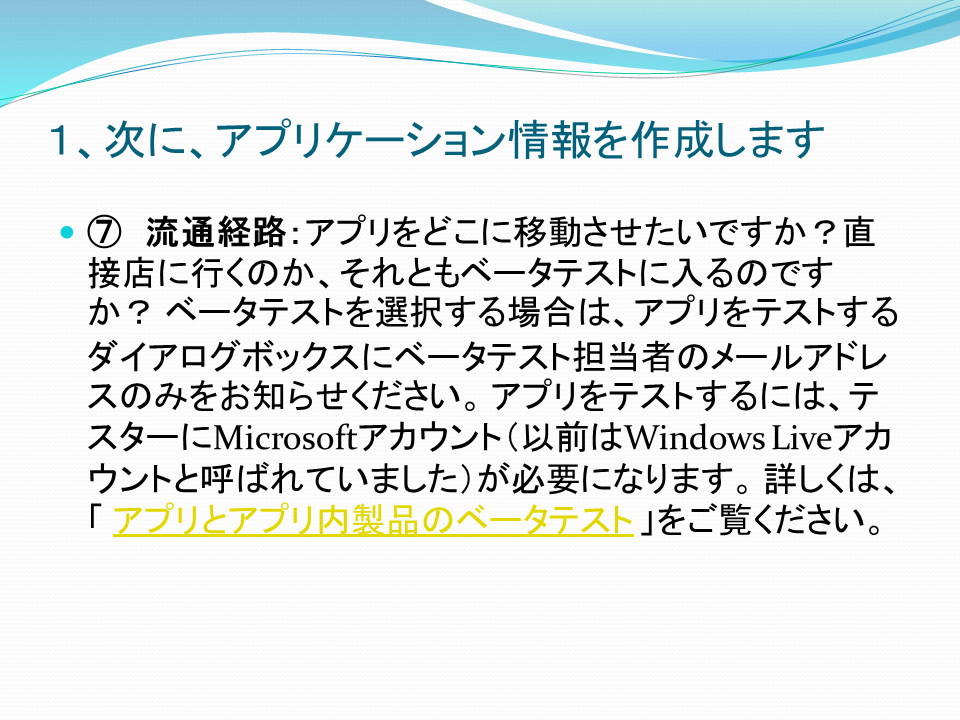 １、次に、アプリケーション情報を作成します
• ⑦　流通経路：アプリをどこに移動させたいですか？直
接店に行くのか、それともベータテストに入るのです
か？ ベータテストを選択する場合は、アプリをテストする
ダイアログボックスにベータテスト担当者のメールアドレ
スのみをお知らせください。アプリをテストするには、テ
スターにMicrosoftアカウント（以前はWindows Liveアカ
ウントと呼ばれていました）が必要になります。詳しくは、
「 アプリとアプリ内製品のベータテスト 」をご覧ください。